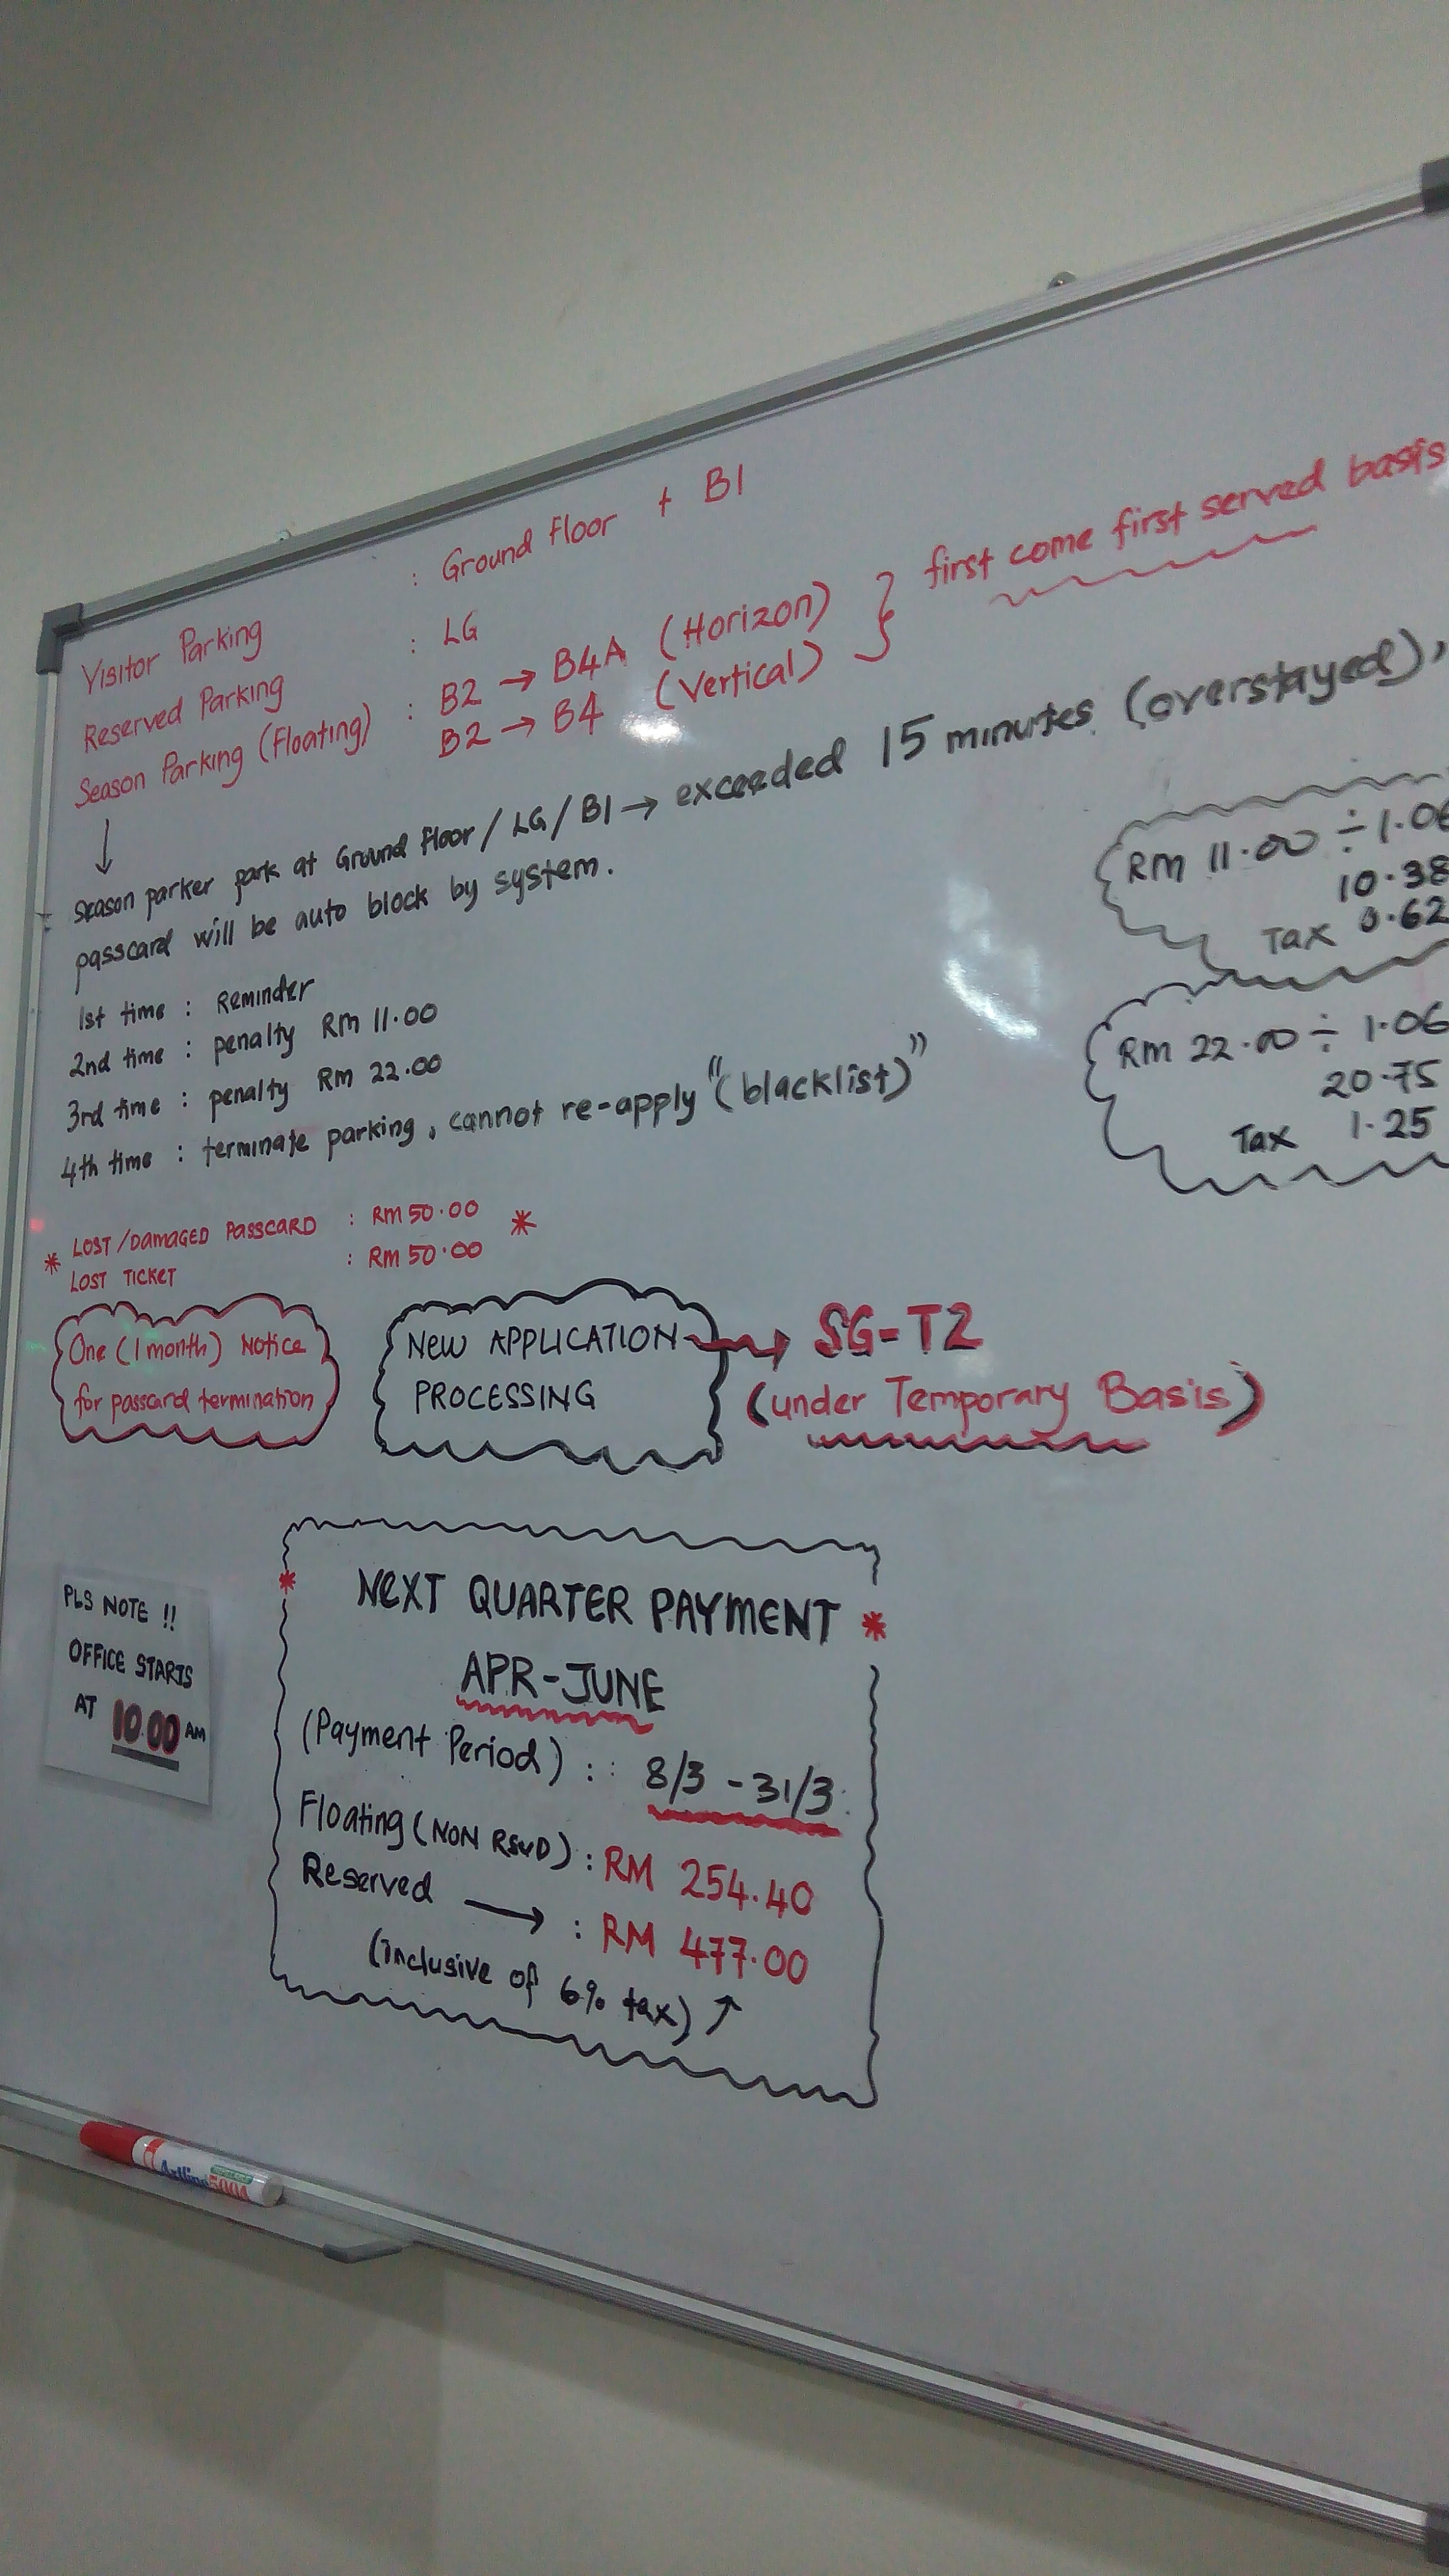 Visitor Parking : Ground Floor + B1
Reserved Parking : LG
Season Parking (Floating) : B2 → B4A (Horizon)
B2 → B4 (Vertical)
} first come first served basis
↓
season parker park at Ground Floor / LG / B1 → exceeded 15 minutes (overstayed),
passcard will be auto block by system.
1st time : Reminder
2nd time : penalty RM 11.00
3rd time : penalty RM 22.00
4th time : terminate parking, cannot re-apply "(blacklist)"
RM 11.00 ÷ 1.06
10.38
Tax 0.62
RM 22.00 ÷ 1.06
20.75
Tax 1.25
* LOST/DAMAGED PASSCARD : RM 50.00 *
LOST TICKET : RM 50.00
One (1 month) Notice
for passcard termination
NEW APPLICATION → SG-T2
PROCESSING
(under Temporary Basis)
PLS NOTE !!
OFFICE STARTS
AT 10.00 AM
* NEXT QUARTER PAYMENT *
APR-JUNE
(Payment Period) : : 8/3 - 31/3
Floating (NON RSVD) : RM 254.40
Reserved → : RM 477.00
(inclusive of 6% tax) ↑
Artline
500A